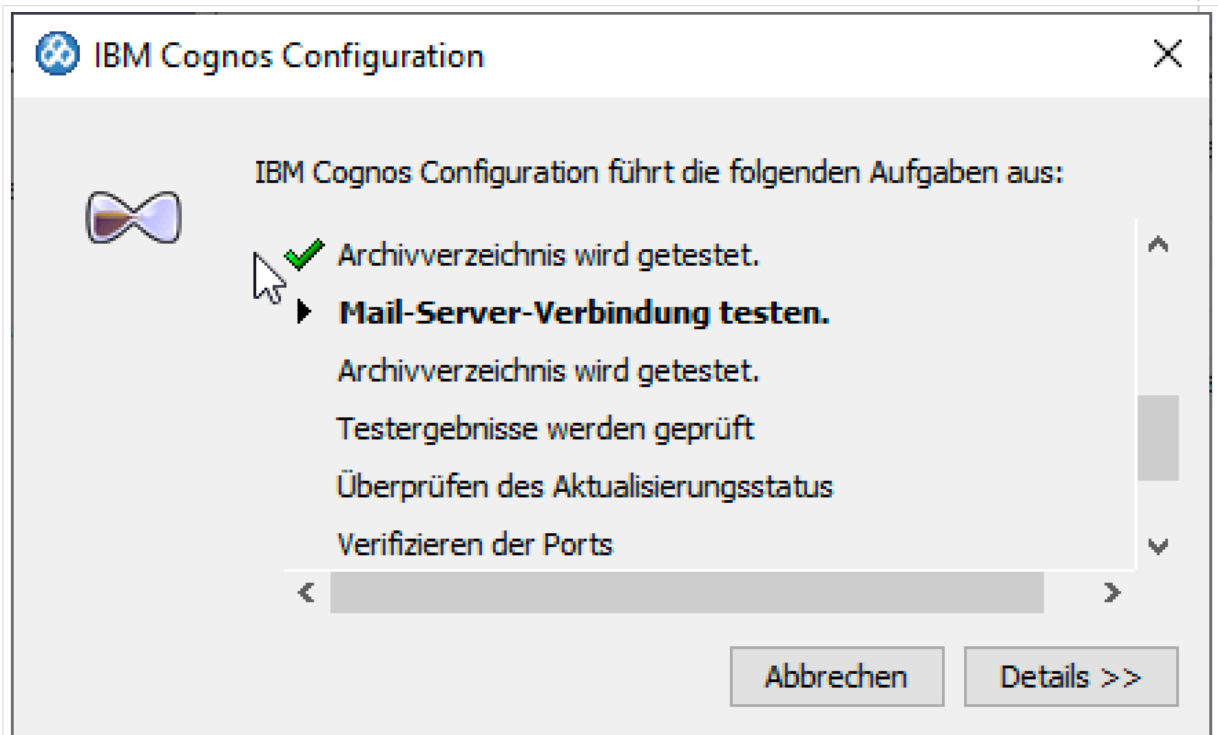 IBM Cognos Configuration
IBM Cognos Configuration führt die folgenden Aufgaben aus:
Archivverzeichnis wird getestet.
Mail-Server-Verbindung testen.
Archivverzeichnis wird getestet.
Testergebnisse werden geprüft
Überprüfen des Aktualisierungsstatus
Verifizieren der Ports
Abbrechen
Details >>